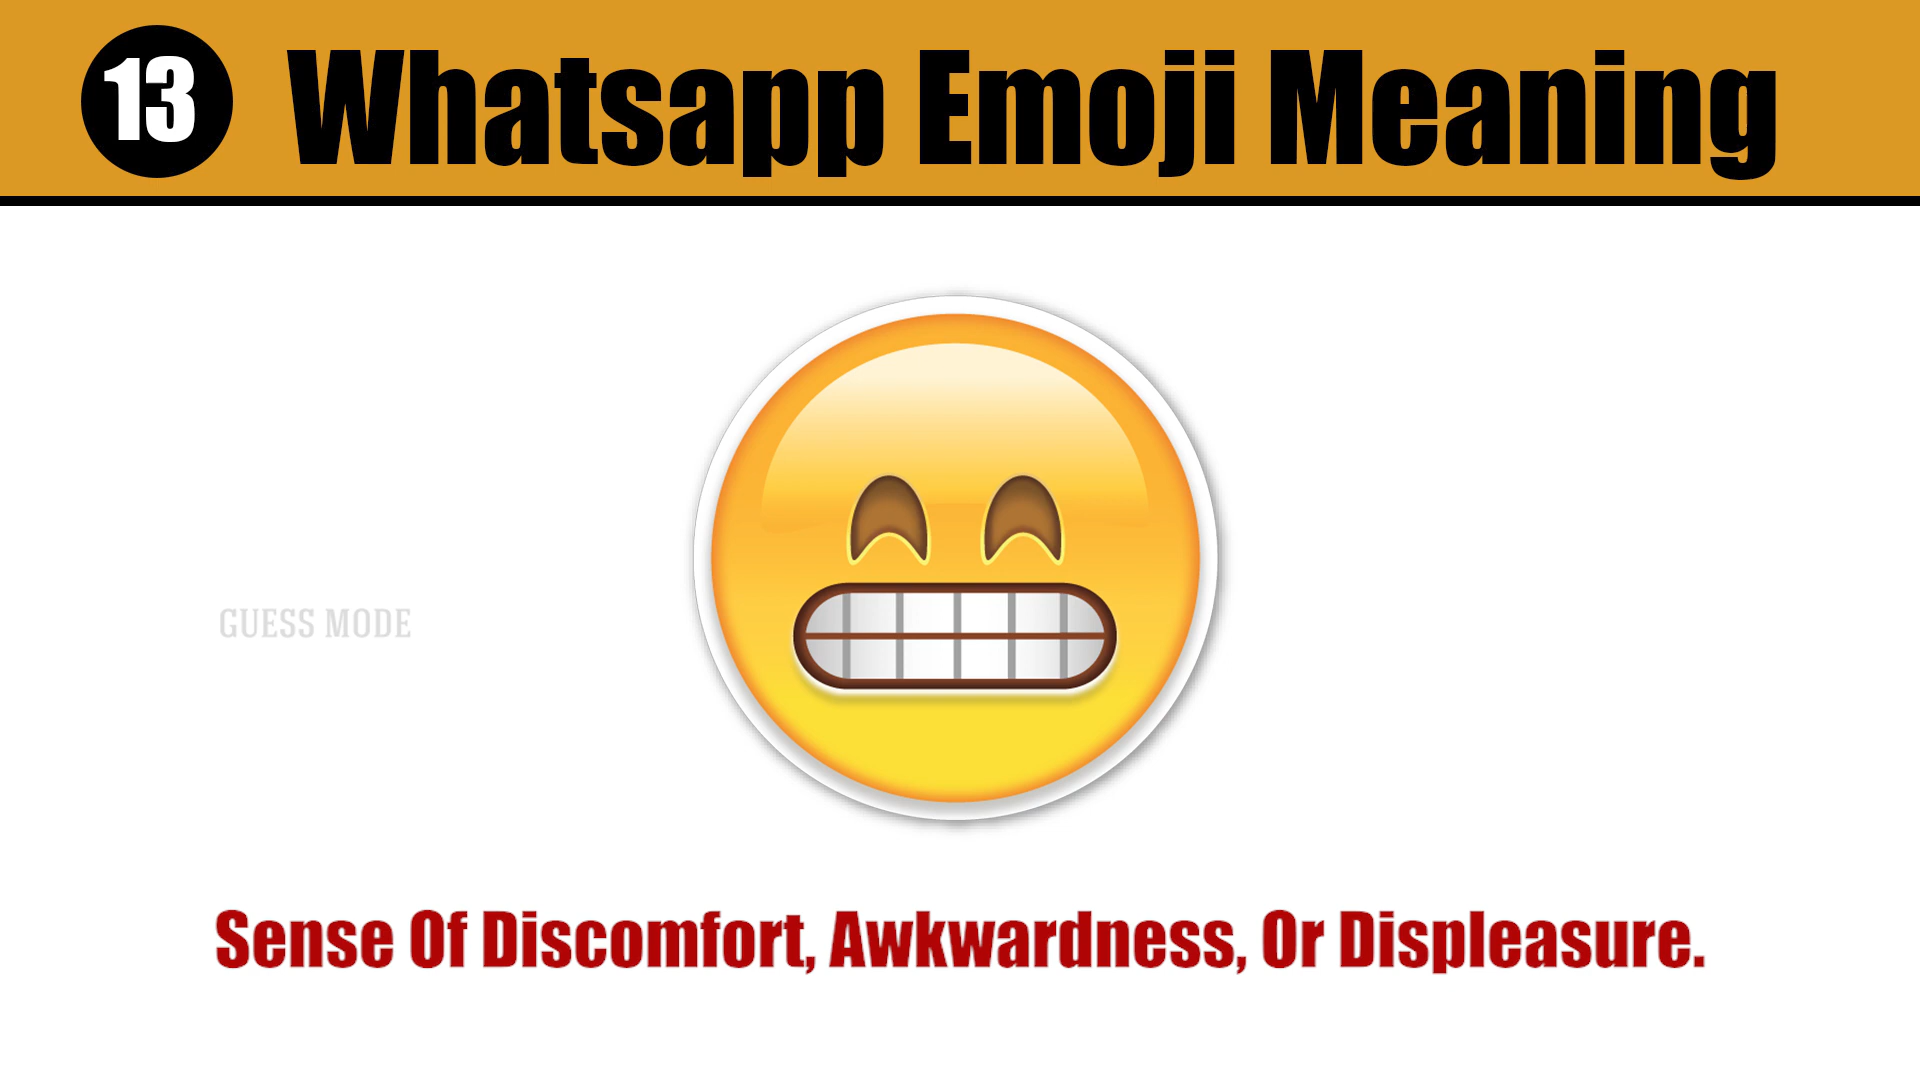 13 Whatsapp Emoji Meaning
GUESS MODE
Sense Of Discomfort, Awkwardness, Or Displeasure.